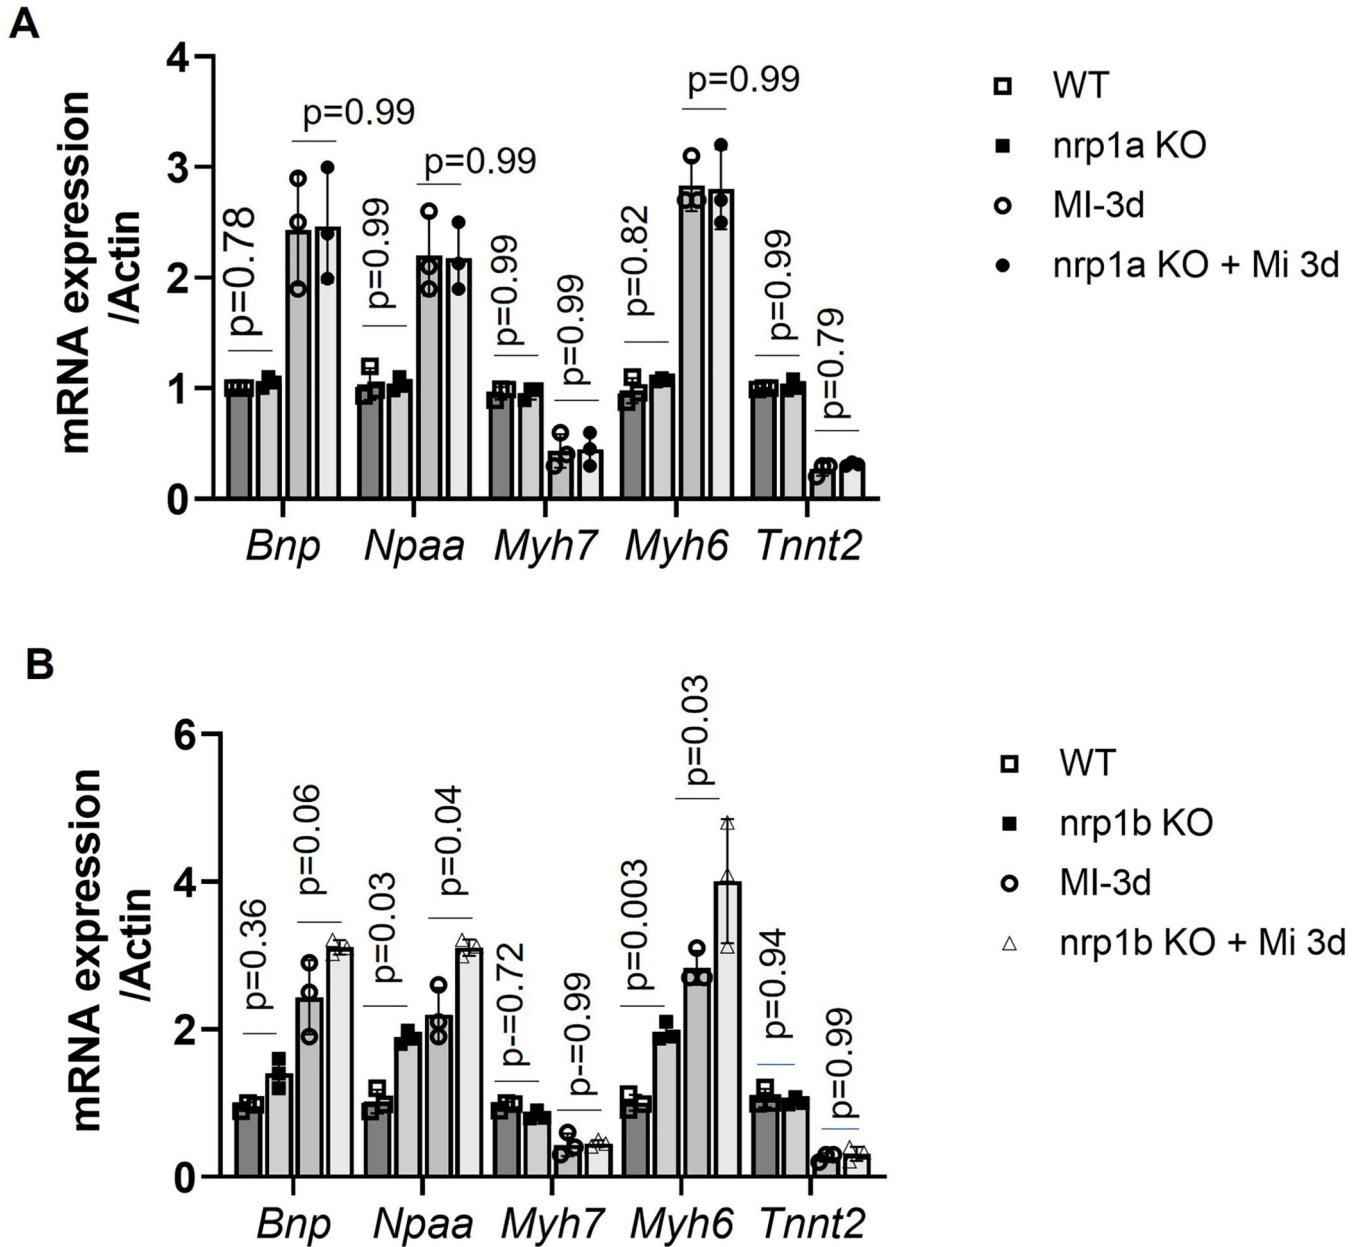 A
mRNA expression
/Actin
4
3
2
1
0
p=0.78
p=0.99
p=0.99
p=0.99
p=0.99
p=0.99
p=0.82
p=0.99
p=0.99
p=0.79
Bnp
Npaa
Myh7
Myh6
Tnnt2
WT
nrp1a KO
MI-3d
nrp1a KO + Mi 3d
B
mRNA expression
/Actin
6
4
2
0
p=0.36
p=0.06
p=0.03
p=0.04
p-=0.72
p-=0.99
p=0.003
p=0.03
p=0.94
p=0.99
Bnp
Npaa
Myh7
Myh6
Tnnt2
WT
nrp1b KO
MI-3d
nrp1b KO + Mi 3d